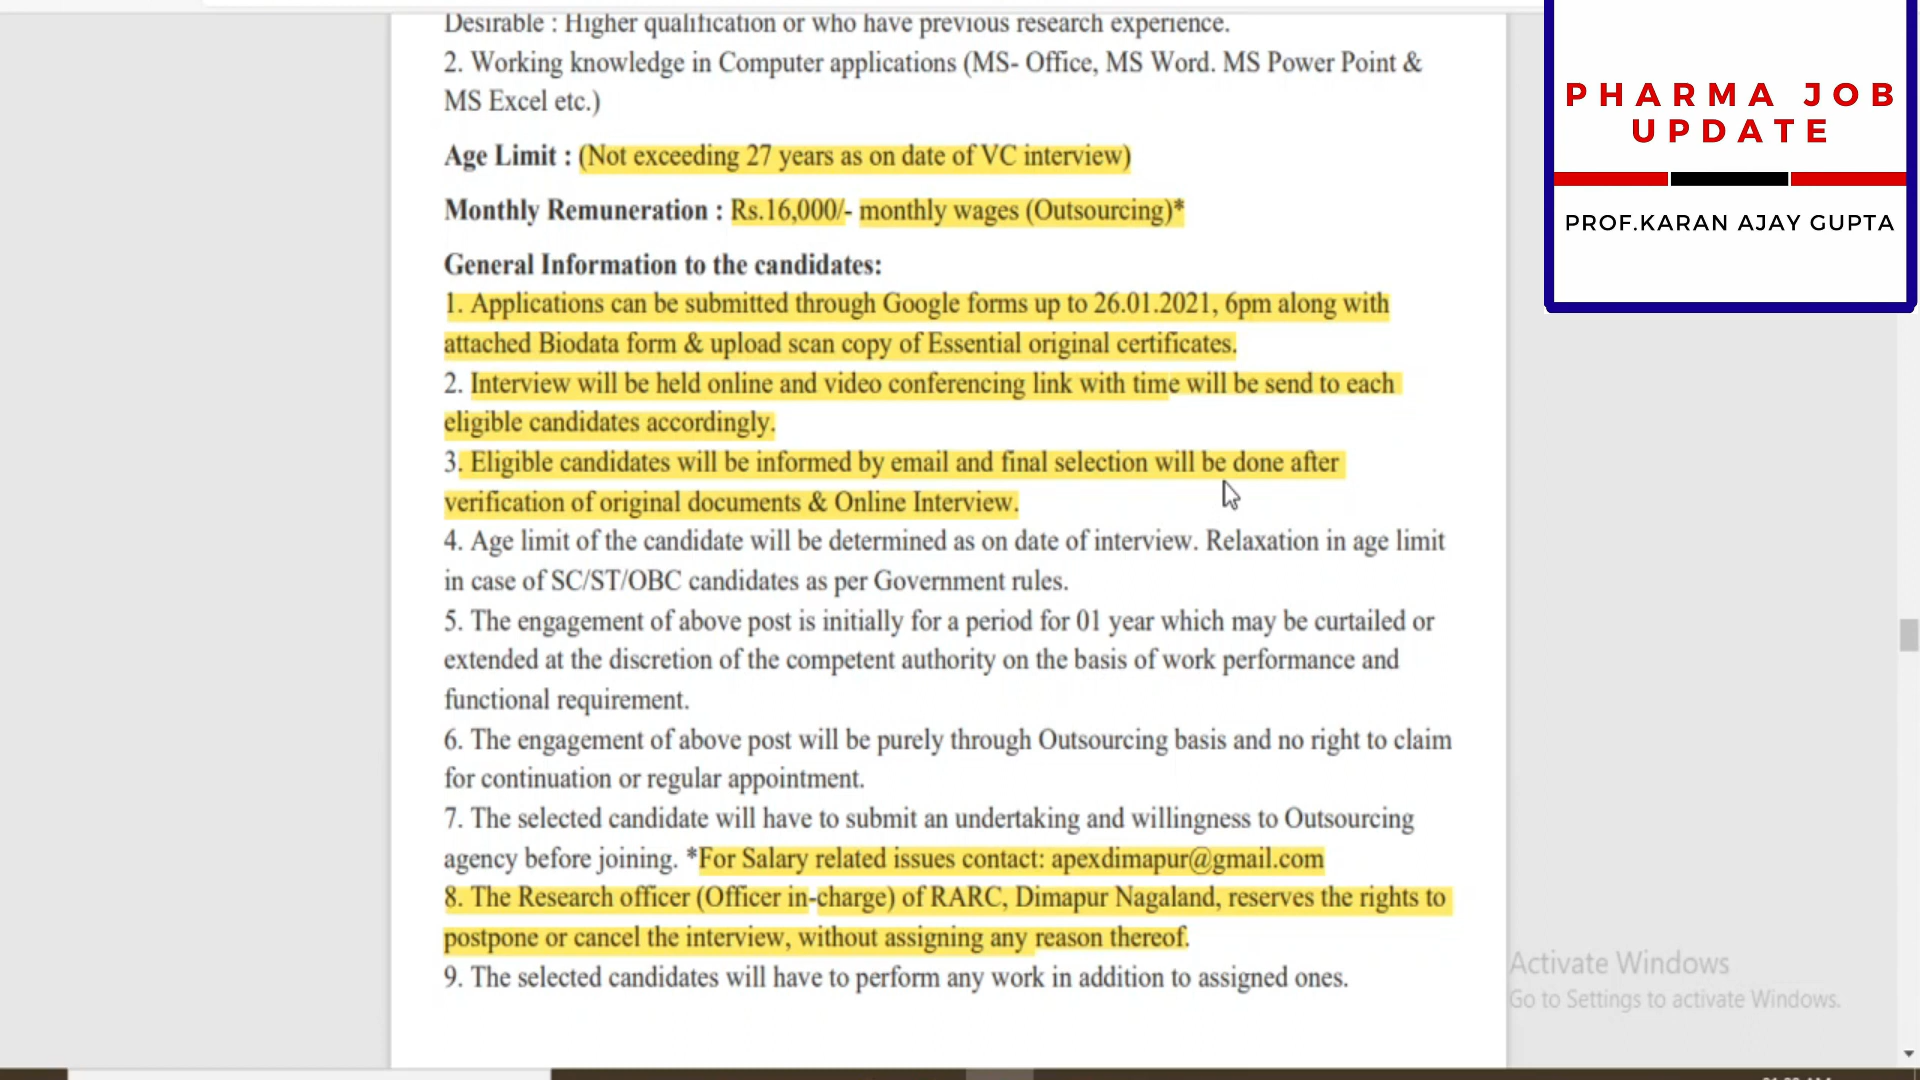 Desirable : Higher qualification or who have previous research experience.
2. Working knowledge in Computer applications (MS- Office, MS Word. MS Power Point &
MS Excel etc.)
Age Limit : (Not exceeding 27 years as on date of VC interview)
Monthly Remuneration : Rs.16,000/- monthly wages (Outsourcing)*
General Information to the candidates:
1. Applications can be submitted through Google forms up to 26.01.2021, 6pm along with
attached Biodata form & upload scan copy of Essential original certificates.
2. Interview will be held online and video conferencing link with time will be send to each
eligible candidates accordingly.
3. Eligible candidates will be informed by email and final selection will be done after
verification of original documents & Online Interview.
4. Age limit of the candidate will be determined as on date of interview. Relaxation in age limit
in case of SC/ST/OBC candidates as per Government rules.
5. The engagement of above post is initially for a period for 01 year which may be curtailed or
extended at the discretion of the competent authority on the basis of work performance and
functional requirement.
6. The engagement of above post will be purely through Outsourcing basis and no right to claim
for continuation or regular appointment.
7. The selected candidate will have to submit an undertaking and willingness to Outsourcing
agency before joining. *For Salary related issues contact: apexdimapur@gmail.com
8. The Research officer (Officer in-charge) of RARC, Dimapur Nagaland, reserves the rights to
postpone or cancel the interview, without assigning any reason thereof.
9. The selected candidates will have to perform any work in addition to assigned ones.
PHARMA JOB
UPDATE
PROF.KARAN AJAY GUPTA
Activate Windows
Go to Settings to activate Windows.